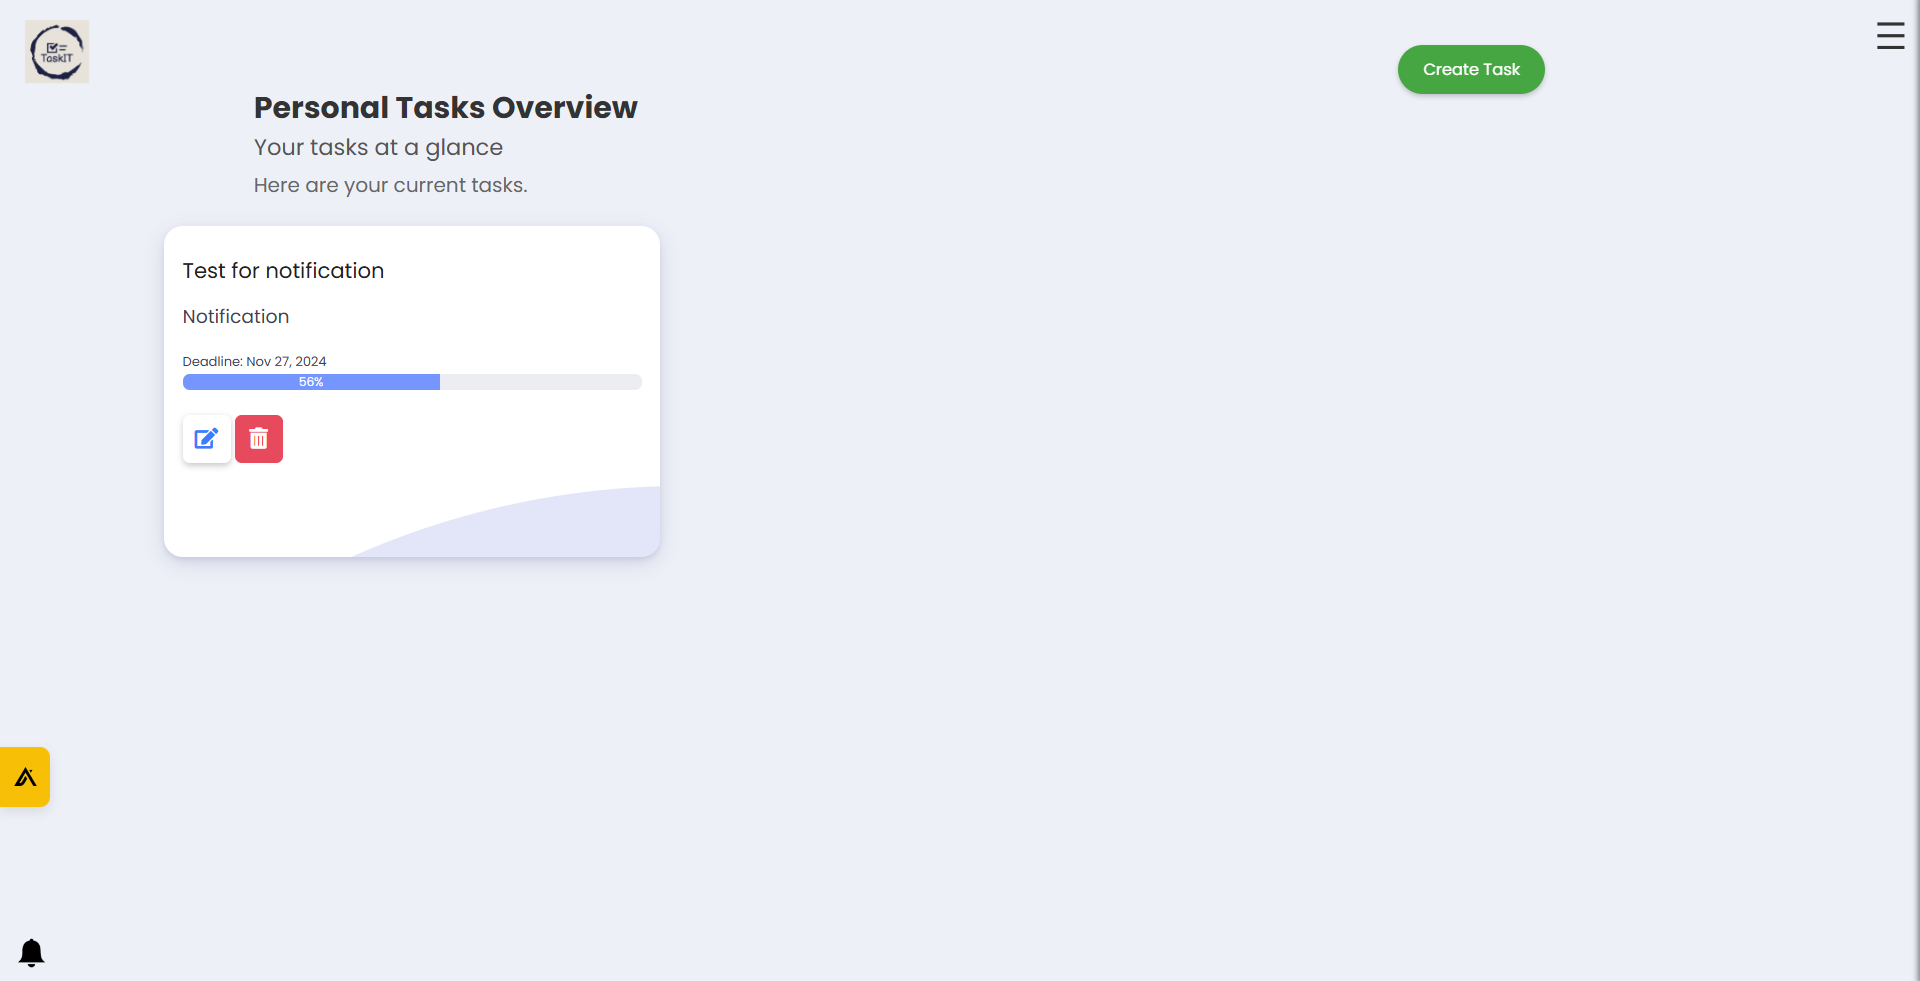 TaskIT
Create Task
Personal Tasks Overview
Your tasks at a glance
Here are your current tasks.
Test for notification
Notification
Deadline: Nov 27, 2024
56%